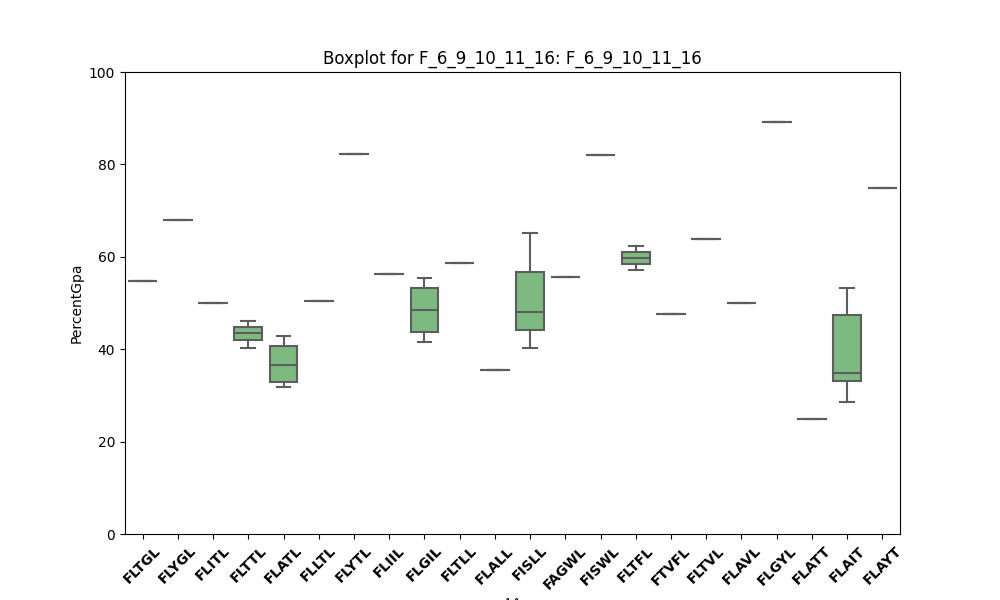 Boxplot for F_6_9_10_11_16: F_6_9_10_11_16
PercentGpa
100
80
60
40
20
0
FLTGL
FLYGL
FLITL
FLTTL
FLATL
FLLTL
FLYTL
FLIIL
FLGIL
FLTLL
FLALL
FISLL
FAGWL
FISWL
FLTFL
FTVFL
FLTVL
FLAVL
FLGYL
FLATT
FLAIT
FLAYT